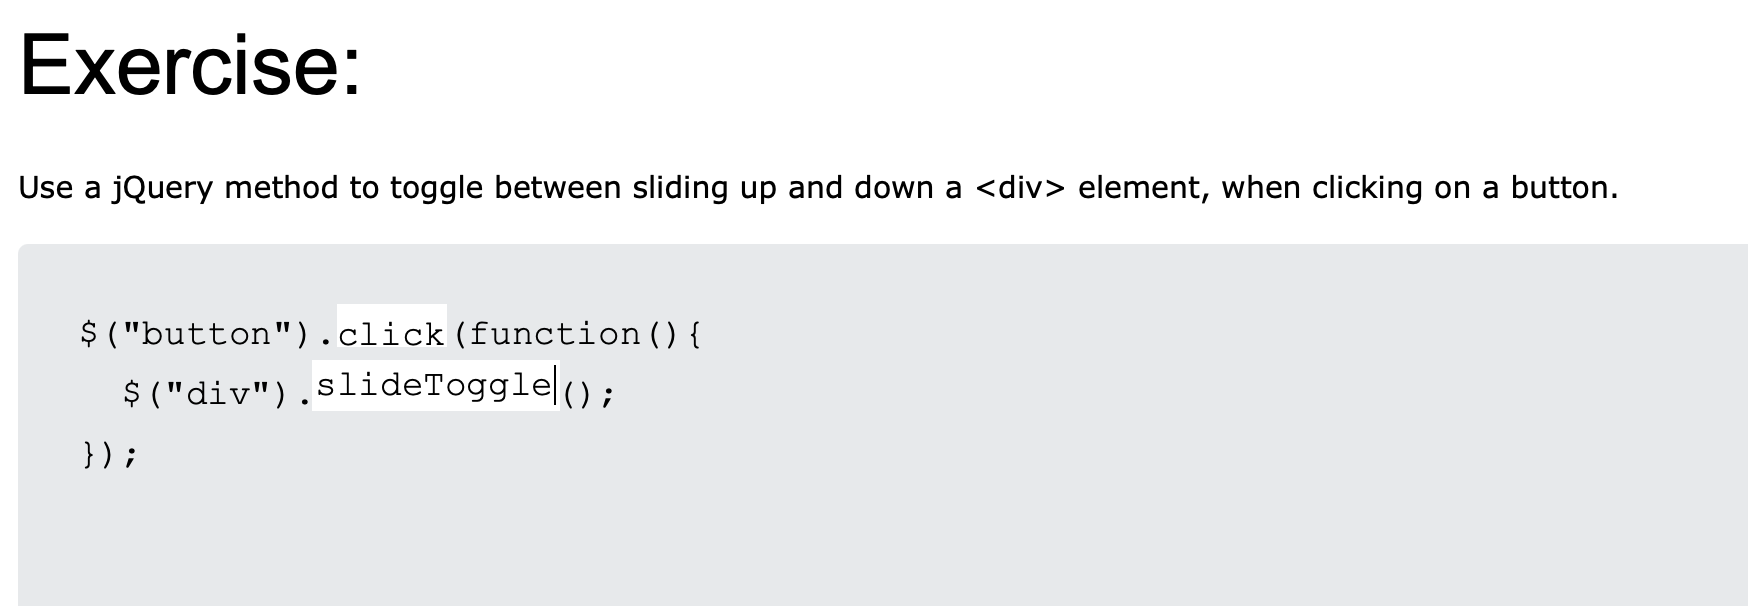 Exercise:
Use a jQuery method to toggle between sliding up and down a <div> element, when clicking on a button.
$("button").click(function(){
$("div").slideToggle();
});